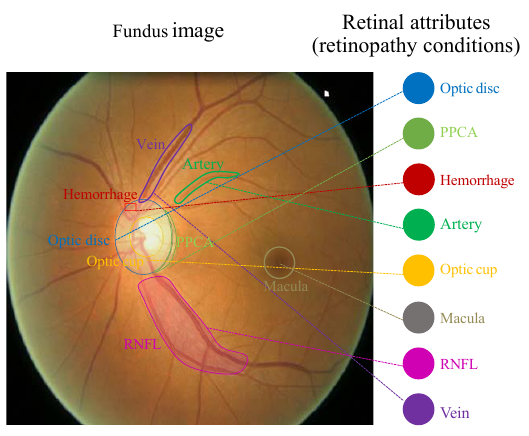 Fundus image
Retinal attributes
(retinopathy conditions)
Optic disc
PPCA
Hemorrhage
Artery
Optic cup
Macula
RNFL
Vein
Vein
Artery
Hemorrhage
Optic disc
PPCA
Optic cup
Macula
RNFL